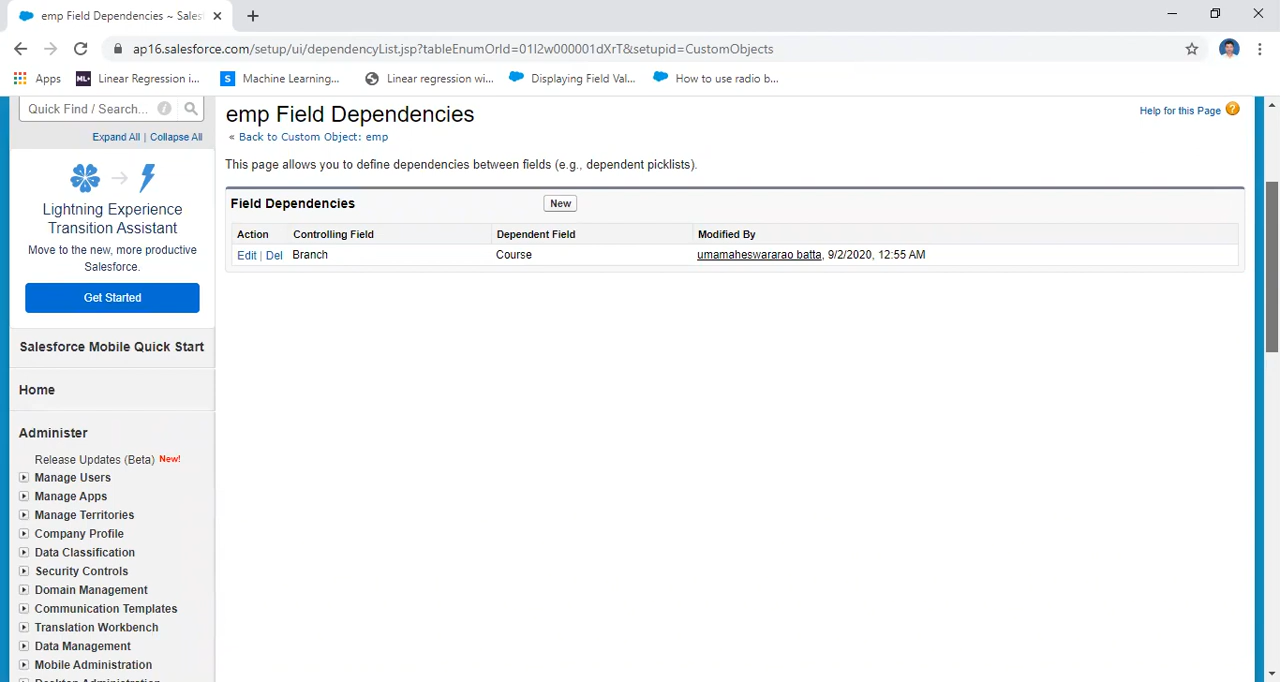 emp Field Dependencies ~ Sales
ap16.salesforce.com/setup/ui/dependencyList.jsp?tableEnumOrId=01I2w000001dXrT&setupid=CustomObjects
Apps
ML+ Linear Regression i...
S Machine Learning...
Linear regression wi...
Displaying Field Val...
How to use radio b...
Quick Find / Search... i
Expand All | Collapse All
Lightning Experience
Transition Assistant
Move to the new, more productive
Salesforce.
Get Started
Salesforce Mobile Quick Start
Home
Administer
Release Updates (Beta) New!
Manage Users
Manage Apps
Manage Territories
Company Profile
Data Classification
Security Controls
Domain Management
Communication Templates
Translation Workbench
Data Management
Mobile Administration
Desktop Administration
emp Field Dependencies
Help for this Page ?
« Back to Custom Object: emp
This page allows you to define dependencies between fields (e.g., dependent picklists).
Field Dependencies New
Action Controlling Field Dependent Field Modified By
Edit | Del Branch Course umamaheswararao batta, 9/2/2020, 12:55 AM